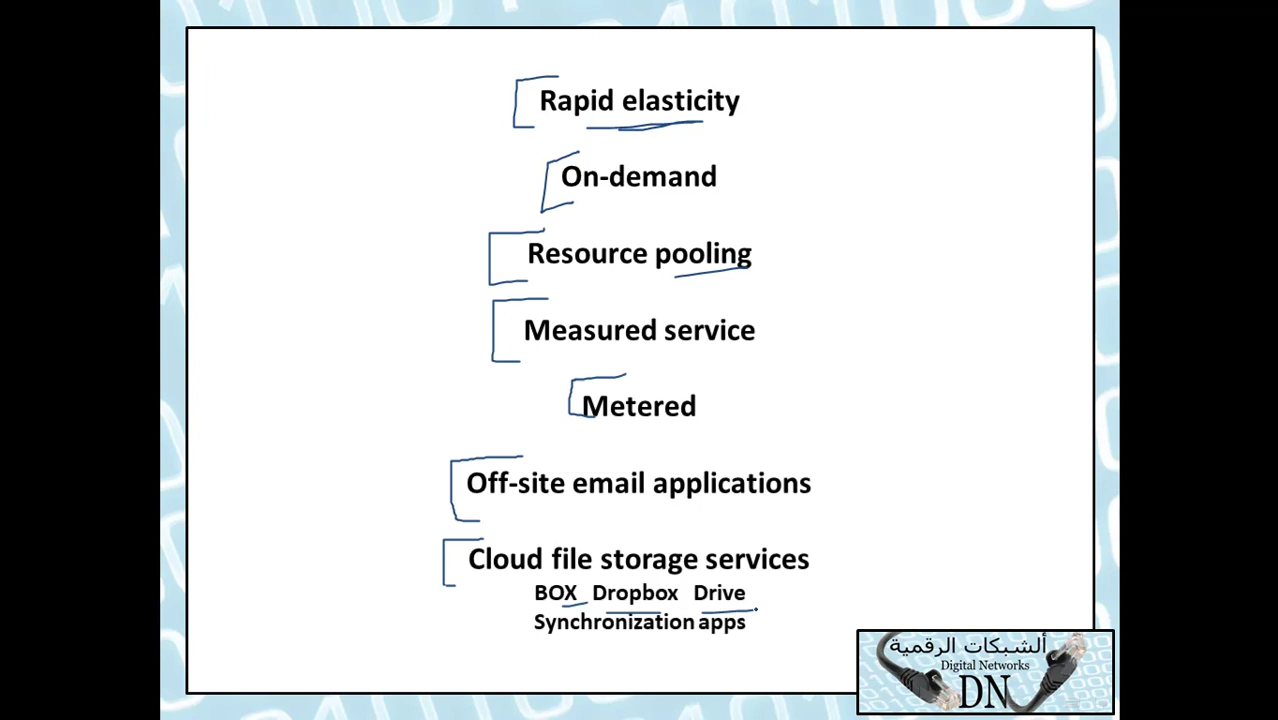 Rapid elasticity
On-demand
Resource pooling
Measured service
Metered
Off-site email applications
Cloud file storage services
BOX Dropbox Drive
Synchronization apps
ألشبكات الرقمية
Digital Networks
DN